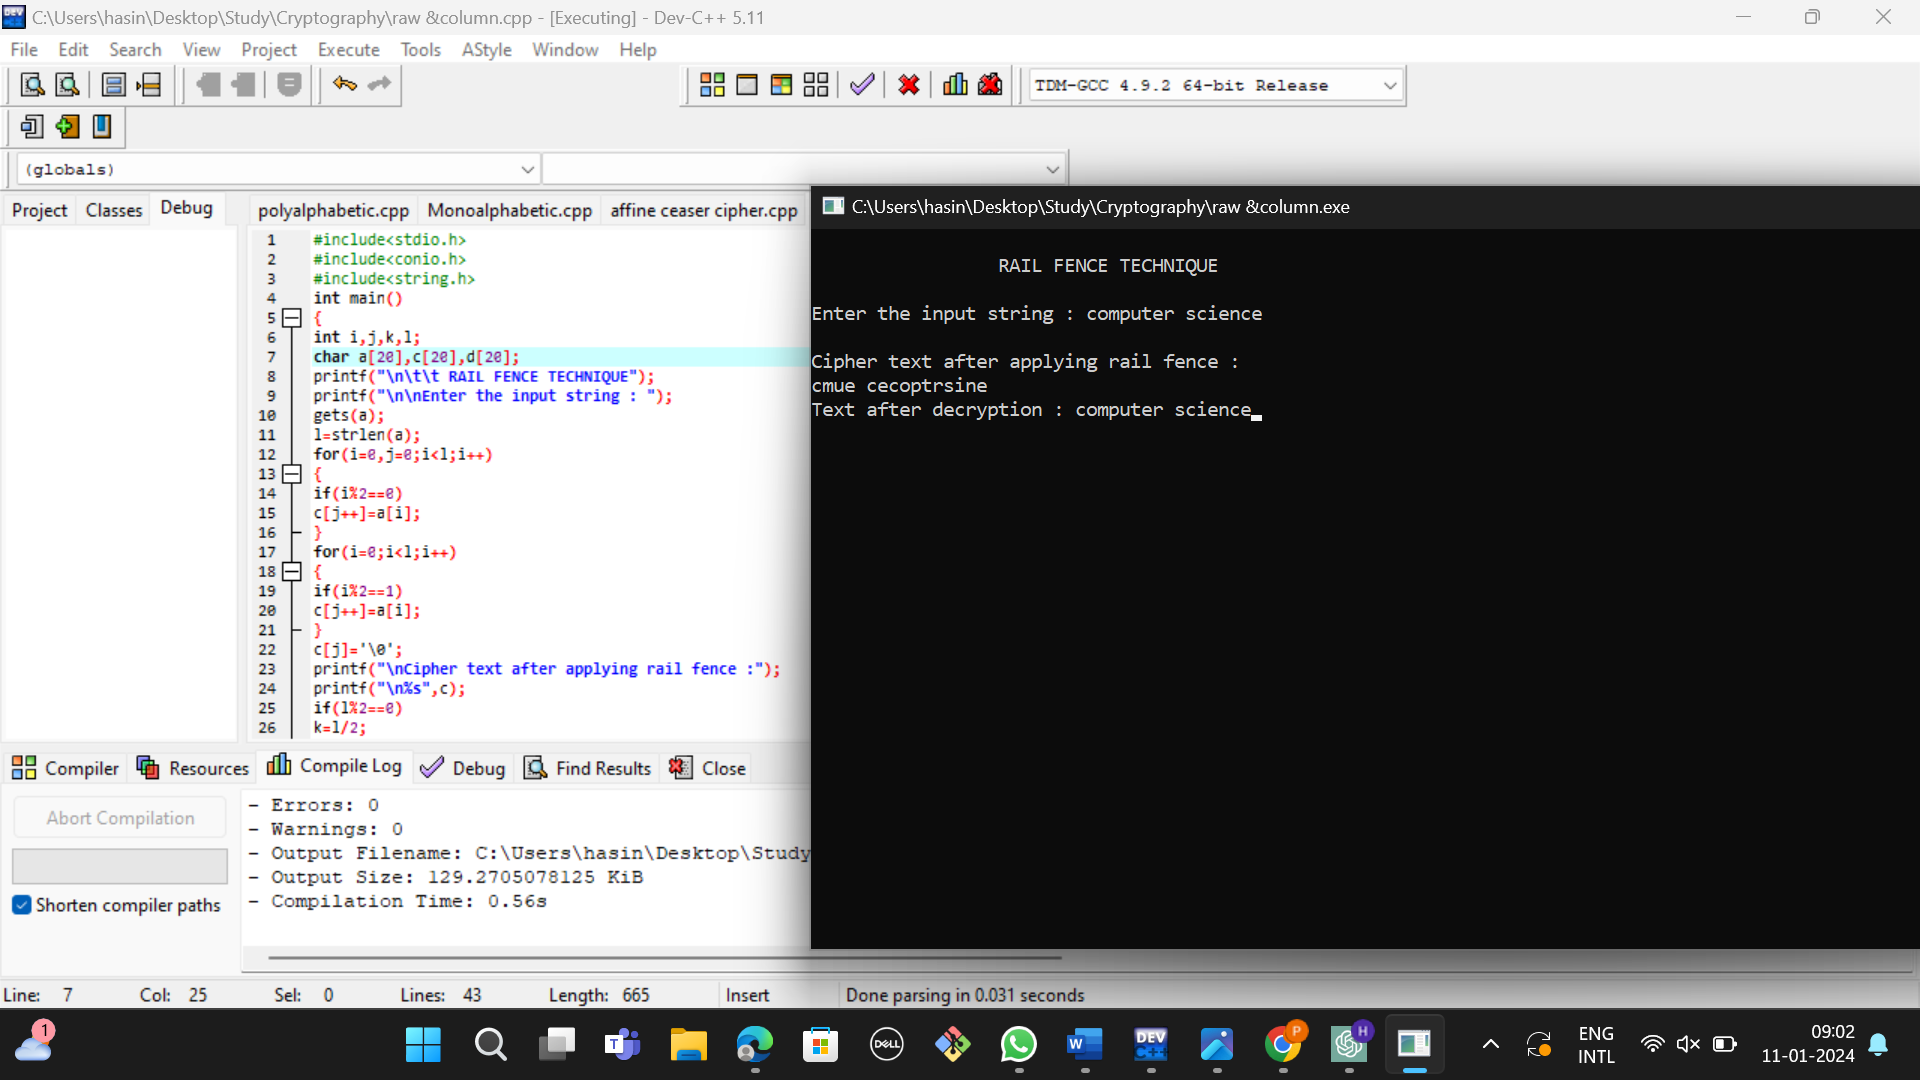 C:\Users\hasin\Desktop\Study\Cryptography\raw &column.cpp - [Executing] - Dev-C++ 5.11
File Edit Search View Project Execute Tools AStyle Window Help
TDM-GCC 4.9.2 64-bit Release
(globals)
Project Classes Debug
polyalphabetic.cpp Monoalphabetic.cpp affine ceaser cipher.cpp
1 #include<stdio.h>
2 #include<conio.h>
3 #include<string.h>
4 int main()
5 {
6 int i,j,k,l;
7 char a[20],c[20],d[20];
8 printf("\n\t\t RAIL FENCE TECHNIQUE");
9 printf("\n\nEnter the input string : ");
10 gets(a);
11 l=strlen(a);
12 for(i=0,j=0;i<l;i++)
13 {
14 if(i%2==0)
15 c[j++]=a[i];
16 }
17 for(i=0;i<l;i++)
18 {
19 if(i%2==1)
20 c[j++]=a[i];
21 }
22 c[j]='\0';
23 printf("\nCipher text after applying rail fence :");
24 printf("\n%s",c);
25 if(l%2==0)
26 k=l/2;
C:\Users\hasin\Desktop\Study\Cryptography\raw &column.exe
RAIL FENCE TECHNIQUE
Enter the input string : computer science
Cipher text after applying rail fence :
cmue cecoptrsine
Text after decryption : computer science
Compiler Resources Compile Log Debug Find Results Close
Abort Compilation
Shorten compiler paths
- Errors: 0
- Warnings: 0
- Output Filename: C:\Users\hasin\Desktop\Study
- Output Size: 129.2705078125 KiB
- Compilation Time: 0.56s
Line: 7 Col: 25 Sel: 0 Lines: 43 Length: 665 Insert Done parsing in 0.031 seconds
1
T
DELL
W
DEV C++
P
H
ENG
INTL
09:02
11-01-2024